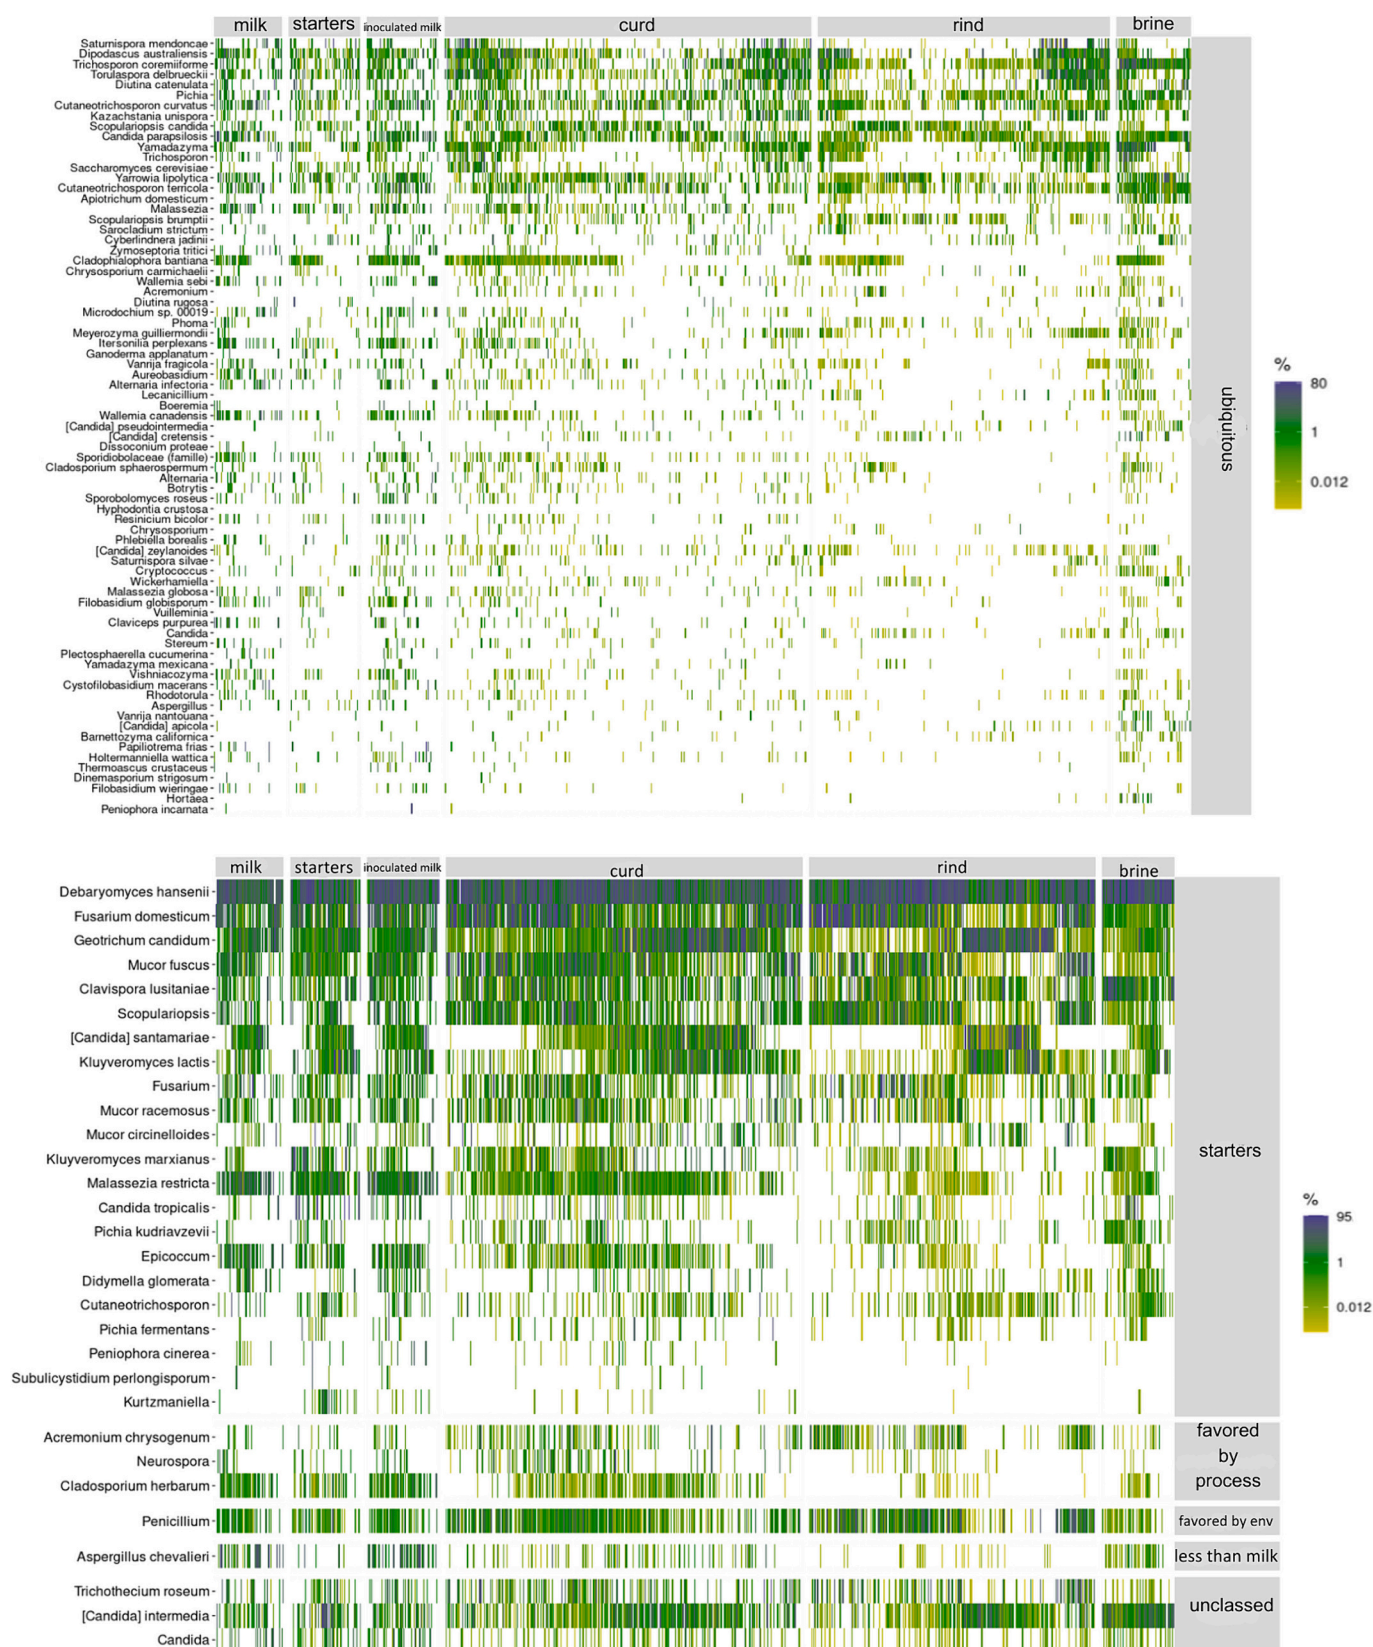 milk starters inoculated milk curd rind brine
Saturnispora mendoncae
Dipodascus australiensis
Trichosporon coremiiforme
Torulaspora delbrueckii
Diutina catenulata
Pichia
Cutaneotrichosporon curvatus
Kazachstania unispora
Scopulariopsis candida
Candida parapsilosis
Yamadazyma
Trichosporon
Saccharomyces cerevisiae
Yarrowia lipolytica
Cutaneotrichosporon terricola
Apiotrichum domesticum
Malassezia
Scopulariopsis brumptii
Sarocladium strictum
Cyberlindnera jadinii
Zymoseptoria tritici
Cladophialophora bantiana
Chrysosporium carmichaelii
Wallemia sebi
Acremonium
Diutina rugosa
Microdochium sp. 00019
Phoma
Meyerozyma guilliermondii
Itersonilia perplexans
Ganoderma applanatum
Vanrija fragicola
Aureobasidium
Alternaria infectoria
Lecanicillium
Boeremia
Wallemia canadensis
[Candida] pseudointermedia
[Candida] cretensis
Dissoconium proteae
Sporidiobolaceae (famille)
Cladosporium sphaerospermum
Alternaria
Botrytis
Sporobolomyces roseus
Hyphodontia crustosa
Resinicium bicolor
Chrysosporium
Phlebiella borealis
[Candida] zeylanoides
Saturnispora silvae
Cryptococcus
Wickerhamiella
Malassezia globosa
Filobasidium globisporum
Vuilleminia
Claviceps purpurea
Candida
Stereum
Plectosphaerella cucumerina
Yamadazyma mexicana
Vishniacozyma
Cystofilobasidium macerans
Rhodotorula
Aspergillus
Vanrija nantouana
[Candida] apicola
Barnettozyma californica
Papiliotrema frias
Holtermanniella wattica
Thermoascus crustaceus
Dinemasporium strigosum
Filobasidium wieringae
Hortaea
Peniophora incarnata
ubiquitous
%
80
1
0.012
milk starters inoculated milk curd rind brine
Debaryomyces hansenii
Fusarium domesticum
Geotrichum candidum
Mucor fuscus
Clavispora lusitaniae
Scopulariopsis
[Candida] santamariae
Kluyveromyces lactis
Fusarium
Mucor racemosus
Mucor circinelloides
Kluyveromyces marxianus
Malassezia restricta
Candida tropicalis
Pichia kudriavzevii
Epicoccum
Didymella glomerata
Cutaneotrichosporon
Pichia fermentans
Peniophora cinerea
Subulicystidium perlongisporum
Kurtzmaniella
starters
%
95
1
0.012
Acremonium chrysogenum
Neurospora
Cladosporium herbarum
favored
by
process
Penicillium
favored by env
Aspergillus chevalieri
less than milk
Trichothecium roseum
[Candida] intermedia
Candida
unclassed